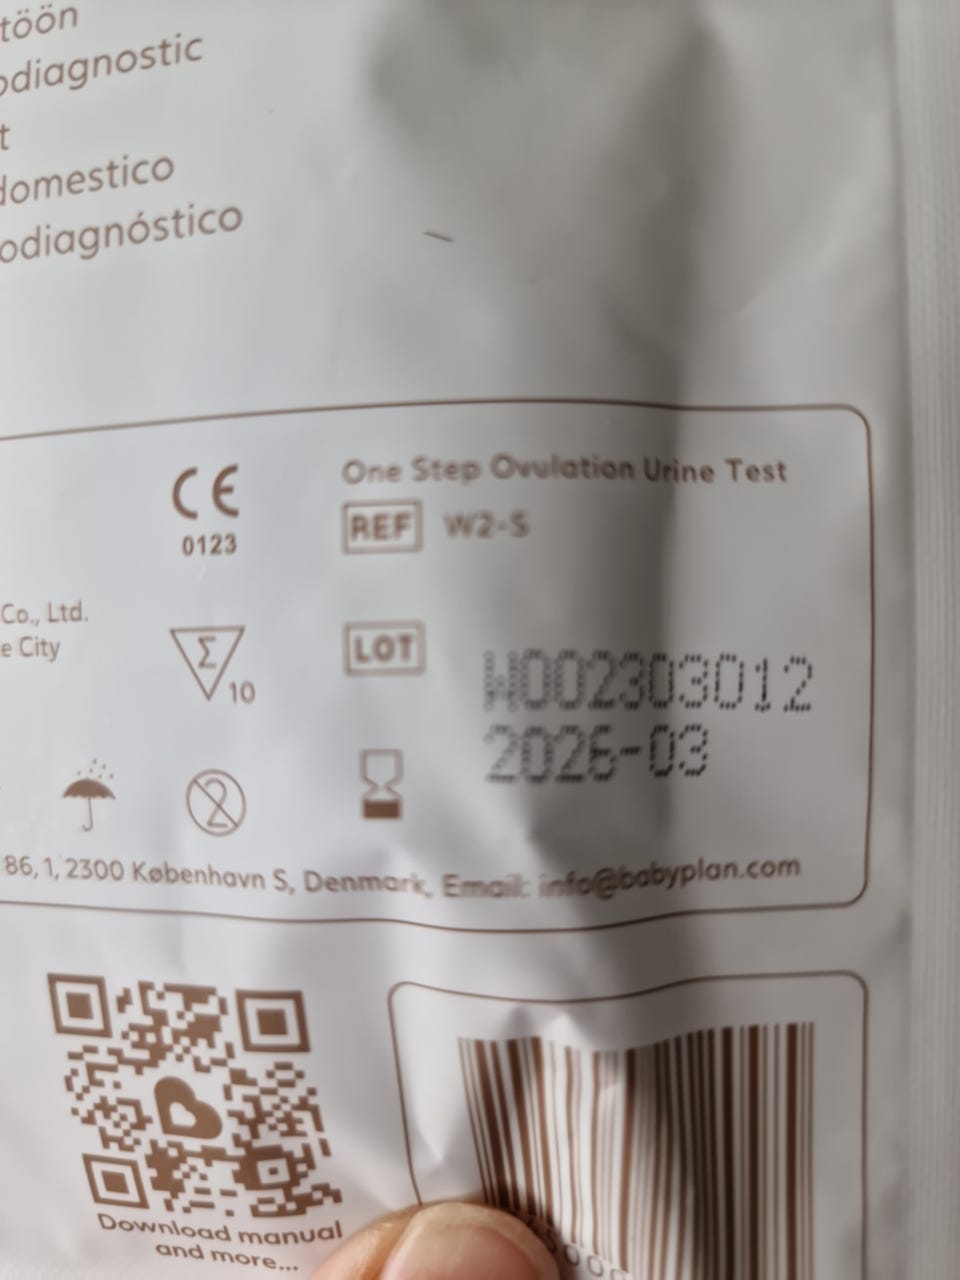 töön
odiagnostic
t
domestico
odiagnóstico
CE
0123
One Step Ovulation Urine Test
REF W2-S
Co., Ltd.
e City
Σ
10
LOT
W002303012
2026-03
2
86, 1, 2300 København S, Denmark, Email: info@babyplan.com
Download manual
and more...